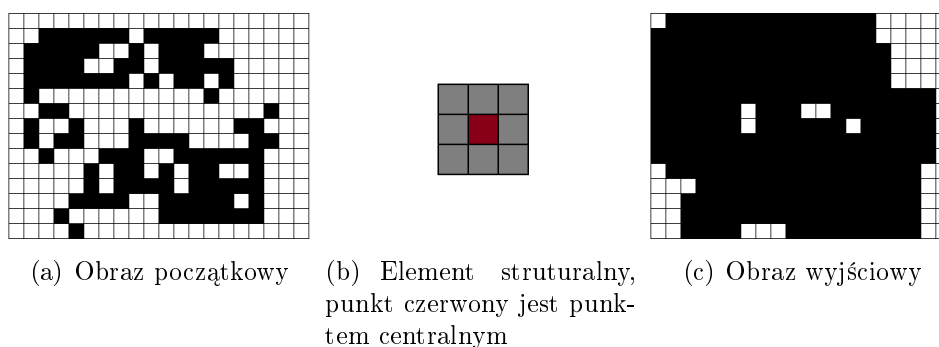 (a) Obraz początkowy
(b) Element struturalny,
punkt czerwony jest punk-
tem centralnym
(c) Obraz wyjściowy